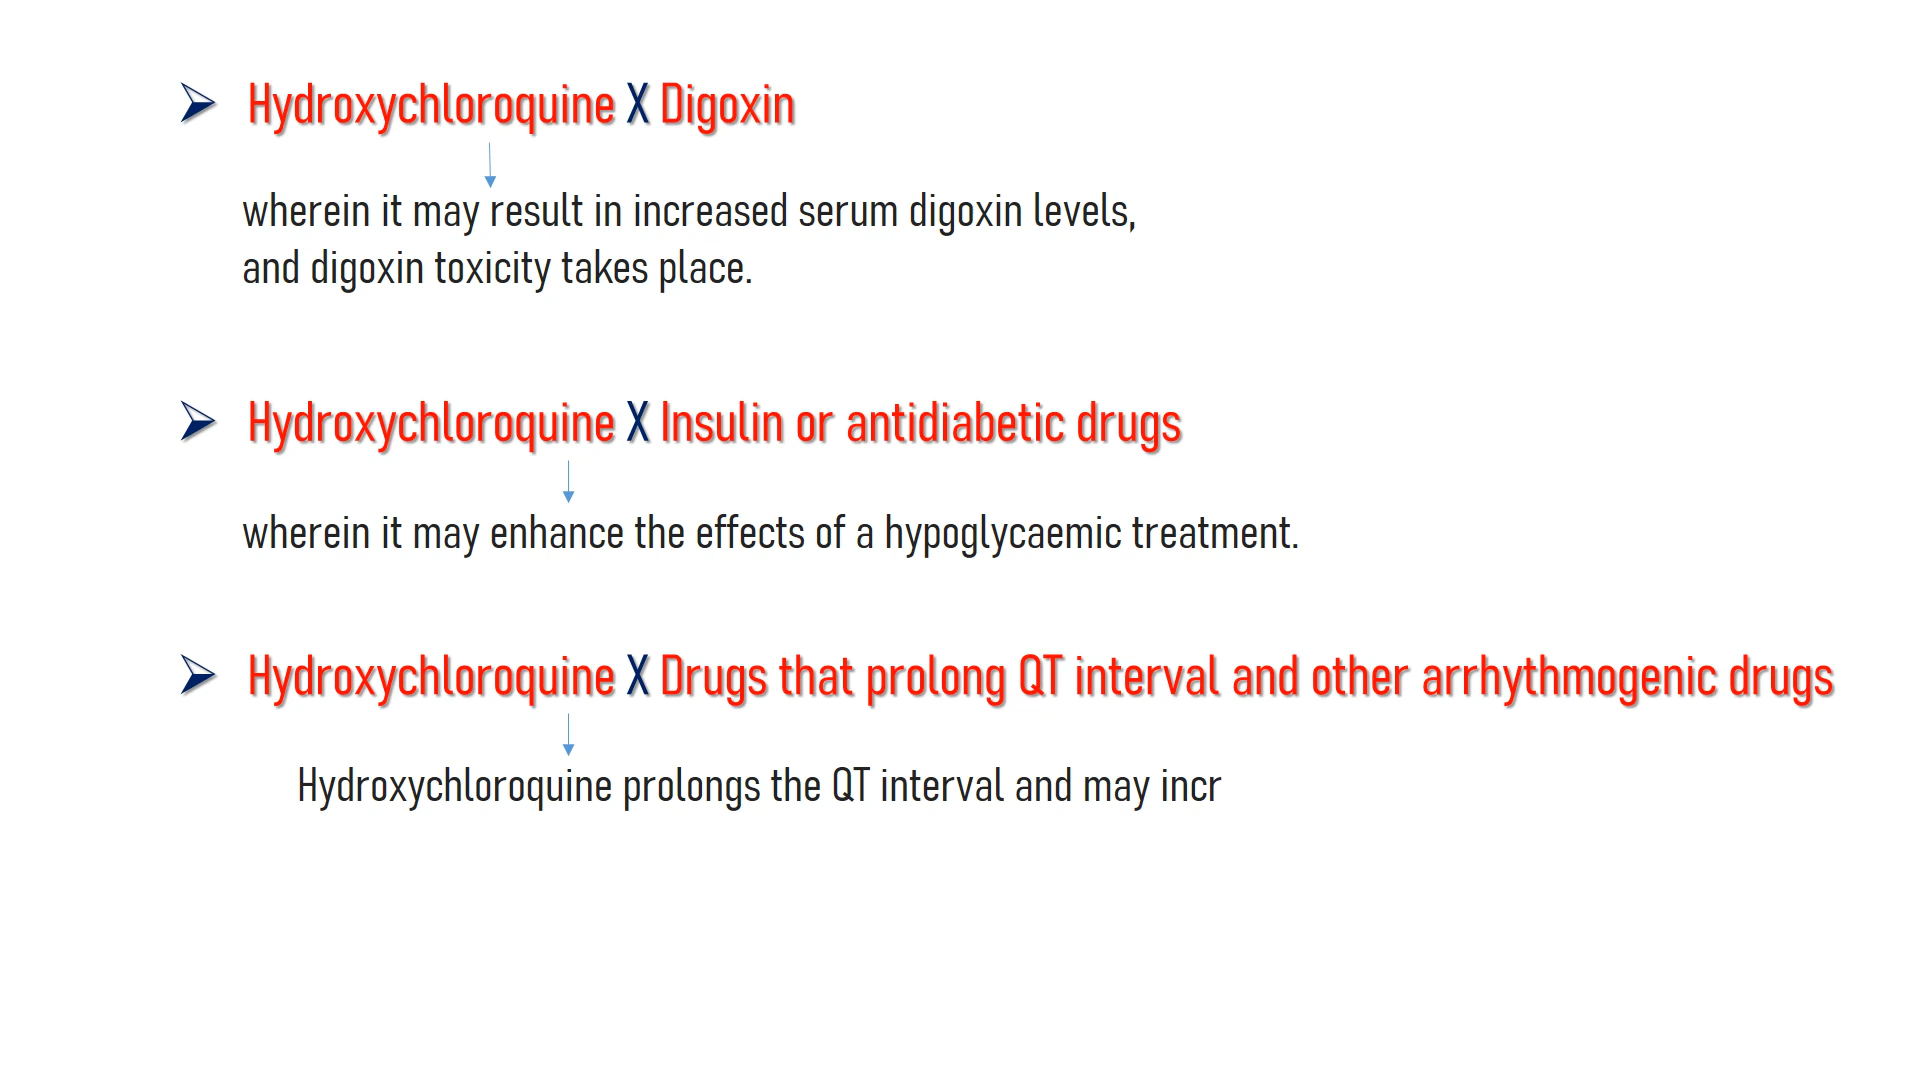 Hydroxychloroquine X Digoxin
wherein it may result in increased serum digoxin levels,
and digoxin toxicity takes place.
Hydroxychloroquine X Insulin or antidiabetic drugs
wherein it may enhance the effects of a hypoglycaemic treatment.
Hydroxychloroquine X Drugs that prolong QT interval and other arrhythmogenic drugs
Hydroxychloroquine prolongs the QT interval and may incr